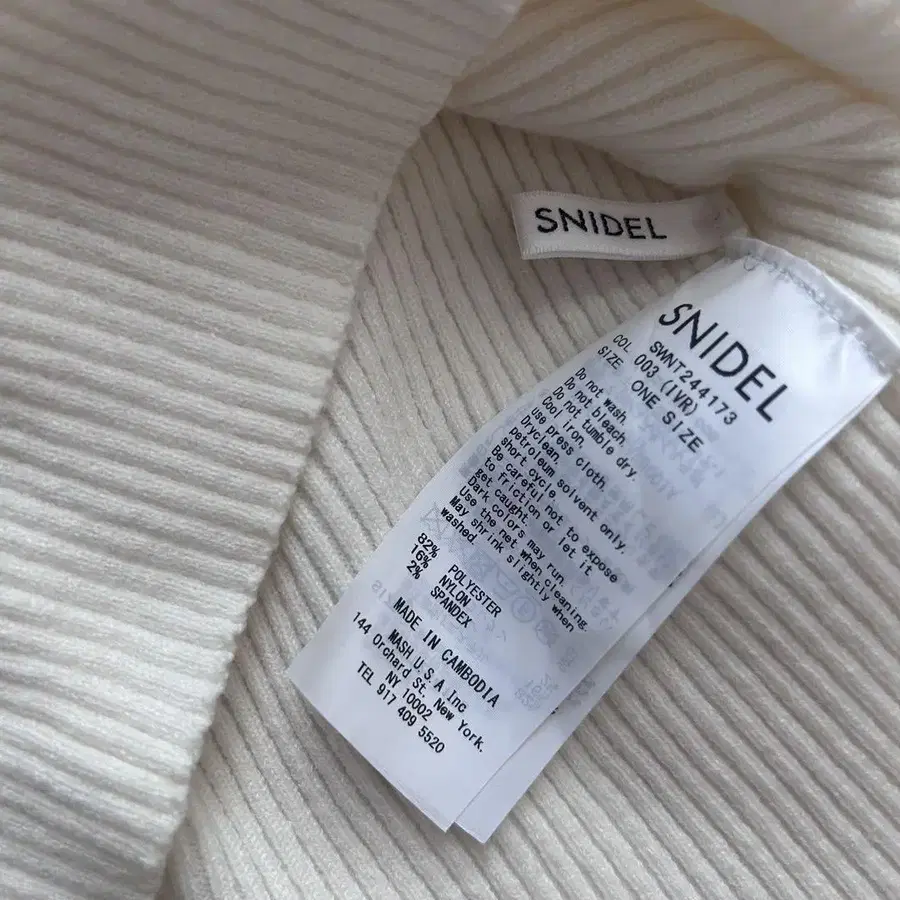 SNIDEL
SNIDEL
SWNT244173
COL 003 (IVR)
SIZE ONE SIZE
Do not wash.
Do not bleach.
Do not tumble dry.
Cool iron.
use press cloth.
Dryclean.
petroleum solvent only.
short cycle.
Be careful not to expose
to friction or let it
get caught.
Dark colors may run.
Use the net when cleaning.
May shrink slightly when
washed.
82% POLYESTER
16% NYLON
2% SPANDEX
MADE IN CAMBODIA
MASH U.S.A Inc
144 Orchard St. New York.
NY 10002
TEL 917 409 5520